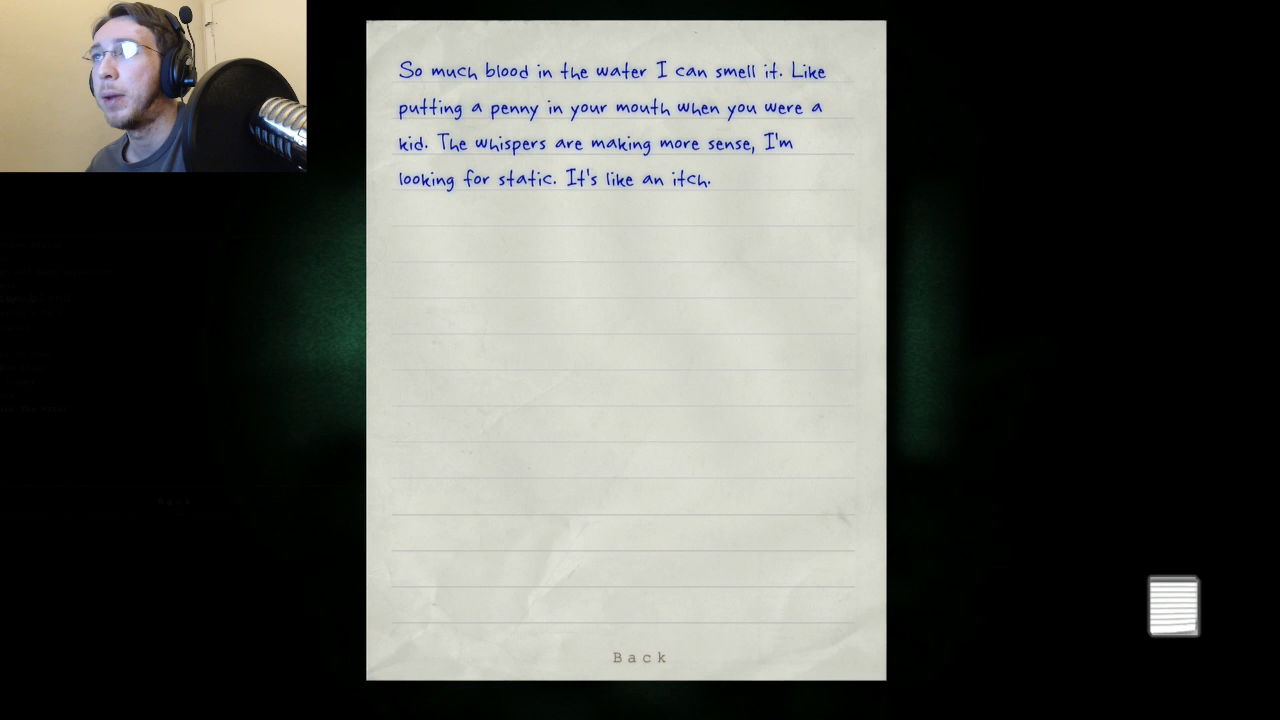 So much blood in the water I can smell it. Like
putting a penny in your mouth when you were a
kid. The whispers are making more sense, I'm
looking for static. It's like an itch.
Back
Back